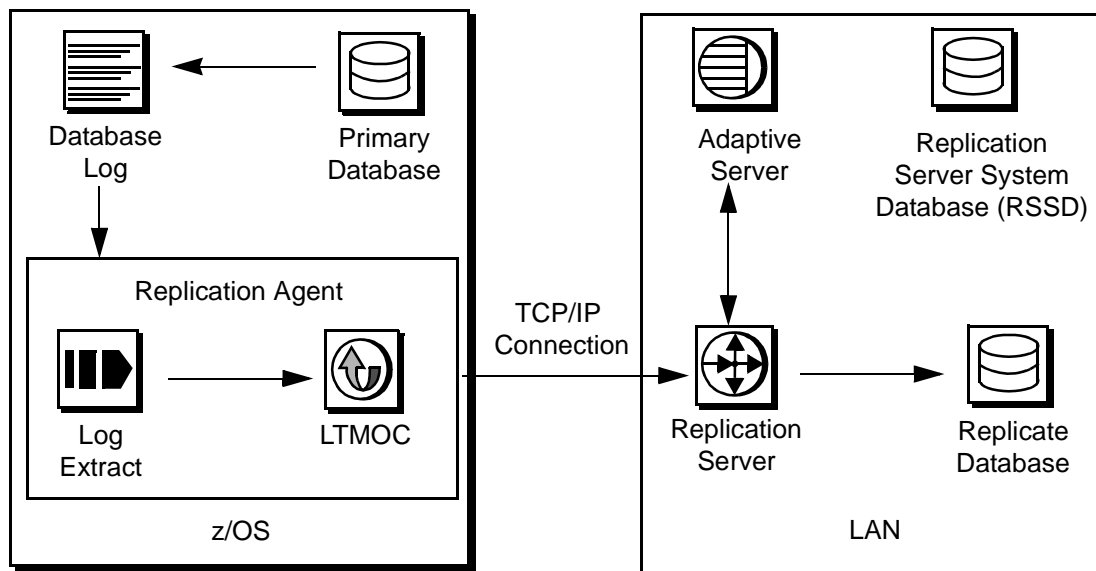 Database
Log
Primary
Database
Replication Agent
Log
Extract
LTMOC
z/OS
TCP/IP
Connection
Adaptive
Server
Replication
Server System
Database (RSSD)
Replication
Server
Replicate
Database
LAN